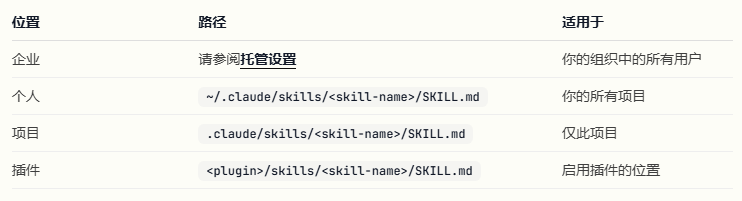 位置 路径 适用于
企业 请参阅托管设置 你的组织中的所有用户
个人 ~/.claude/skills/<skill-name>/SKILL.md 你的所有项目
项目 .claude/skills/<skill-name>/SKILL.md 仅此项目
插件 <plugin>/skills/<skill-name>/SKILL.md 启用插件的位置